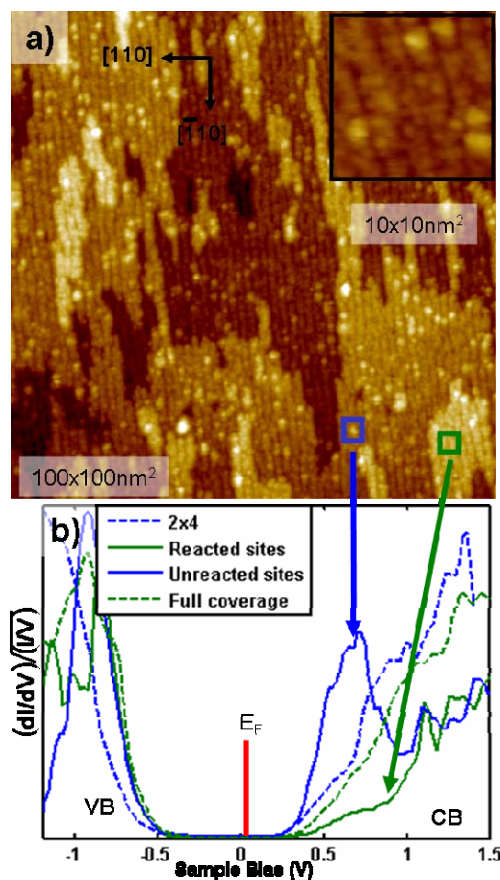 a)
[110]
[1̄10]
10x10nm²
100x100nm²
b)
2x4
Reacted sites
Unreacted sites
Full coverage
(dI/dV)/(I/V)
E_F
VB
CB
-1 -0.5 0 0.5 1 1.5
Sample Bias (V)